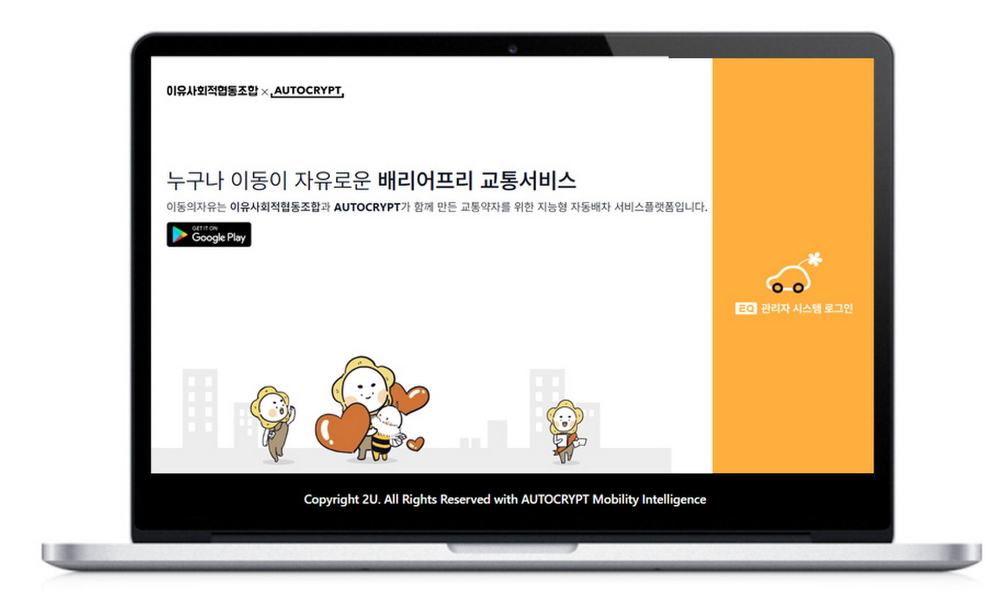 이유사회적협동조합 × AUTOCRYPT
누구나 이동이 자유로운 배리어프리 교통서비스
이동의자유는 이유사회적협동조합과 AUTOCRYPT가 함께 만든 교통약자를 위한 지능형 자동배차 서비스플랫폼입니다.
GET IT ON
Google Play
EQ 관리자 시스템 로그인
Copyright 2U. All Rights Reserved with AUTOCRYPT Mobility Intelligence